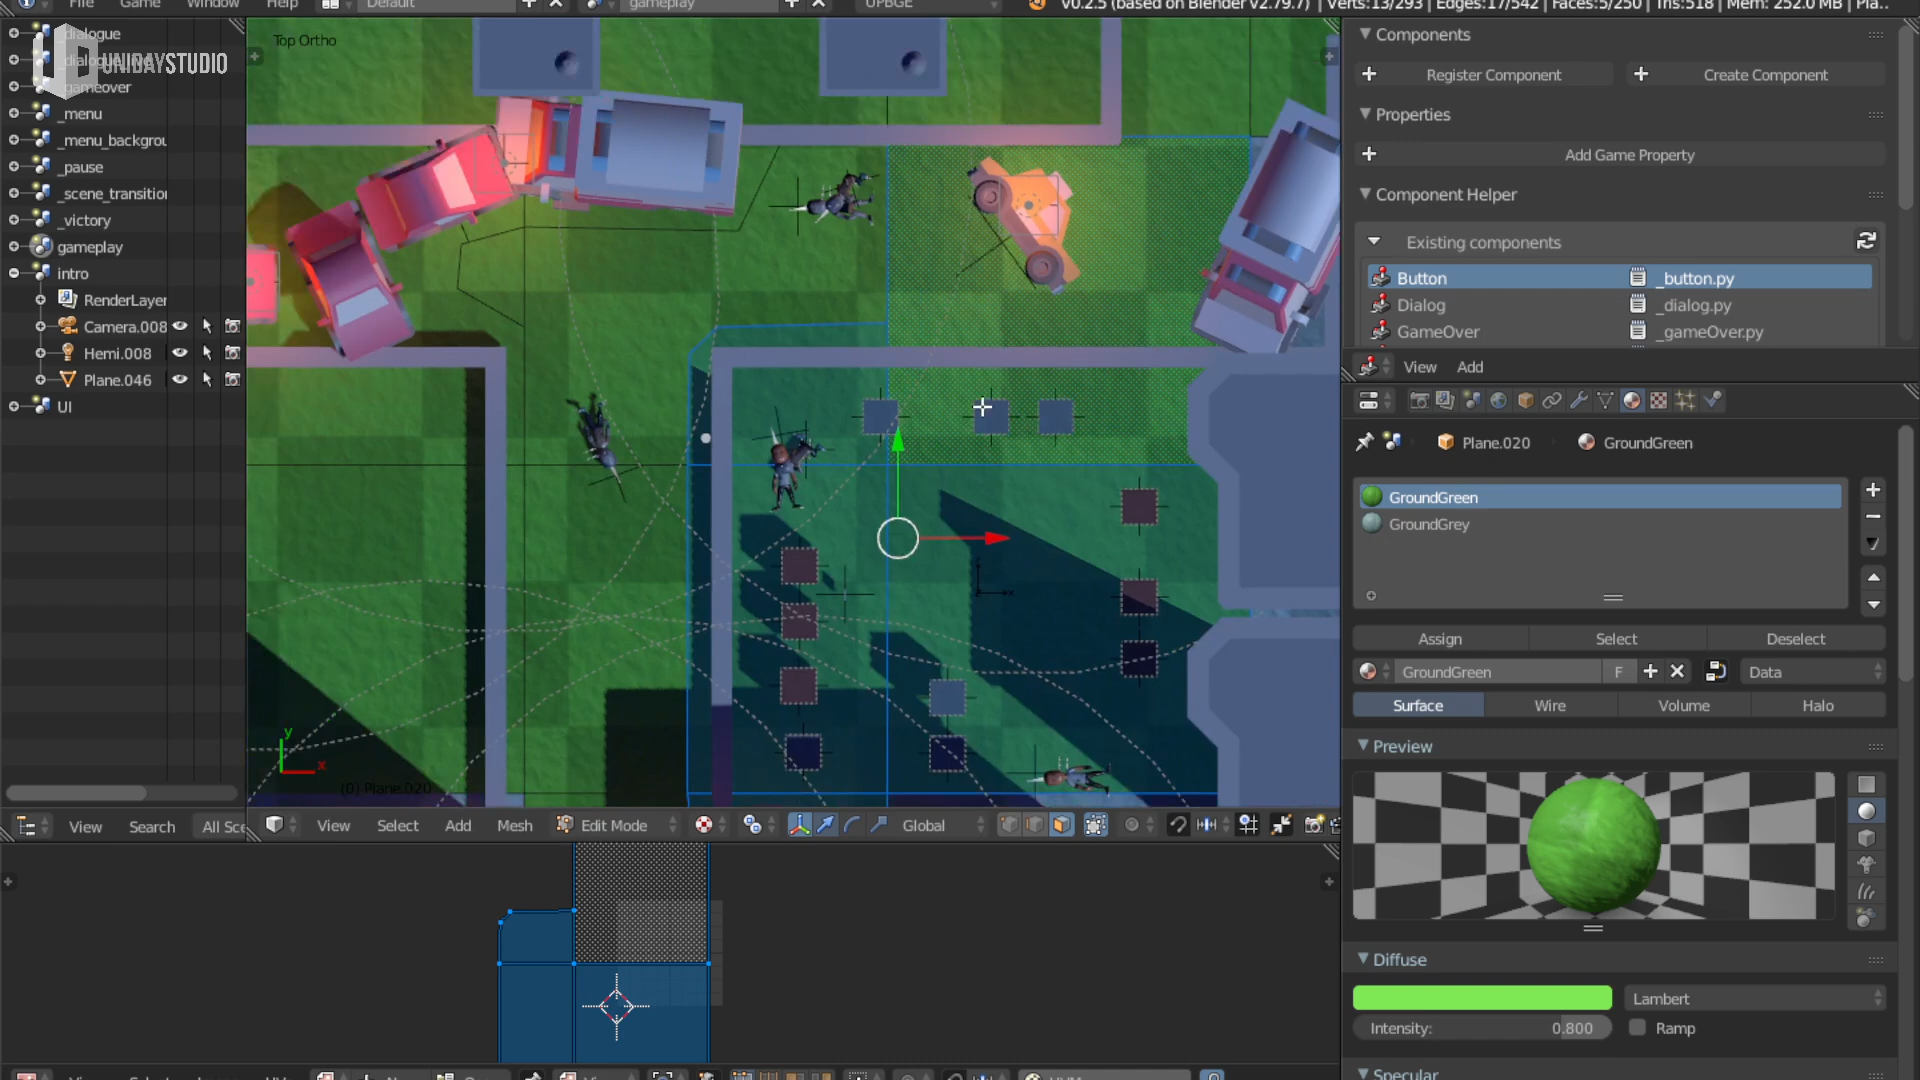 File Game Window Help Default gameplay UPBGE v0.2.5 (based on Blender v2.79.7) | Verts:13/293 | Edges:17/542 | Faces:5/250 | Tris:518 | Mem: 252.0 MB | Pla..
_dialogue
UNIDAYSTUDIO
_gameover
_menu
_menu_backgrou
_pause
_scene_transition
_victory
gameplay
intro
RenderLayer
Camera.008
Hemi.008
Plane.046
UI
View Search All Sce
Top Ortho
y
x
(0) Plane.020
View Select Add Mesh Edit Mode Global
Components
Register Component Create Component
Properties
Add Game Property
Component Helper
Existing components
Button _button.py
Dialog _dialog.py
GameOver _gameOver.py
View Add
Plane.020 GroundGreen
GroundGreen
GroundGrey
Assign Select Deselect
GroundGreen F Data
Surface Wire Volume Halo
Preview
Diffuse
Lambert
Intensity: 0.800 Ramp
Specular